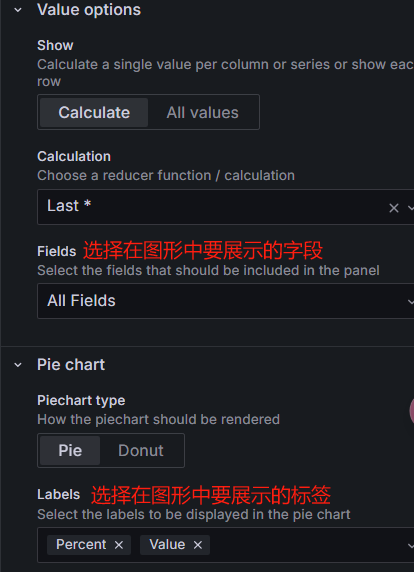 Value options
Show
Calculate a single value per column or series or show each
row
Calculate All values
Calculation
Choose a reducer function / calculation
Last *
Fields 选择在图形中要展示的字段
Select the fields that should be included in the panel
All Fields
Pie chart
Piechart type
How the piechart should be rendered
Pie Donut
Labels 选择在图形中要展示的标签
Select the labels to be displayed in the pie chart
Percent Value